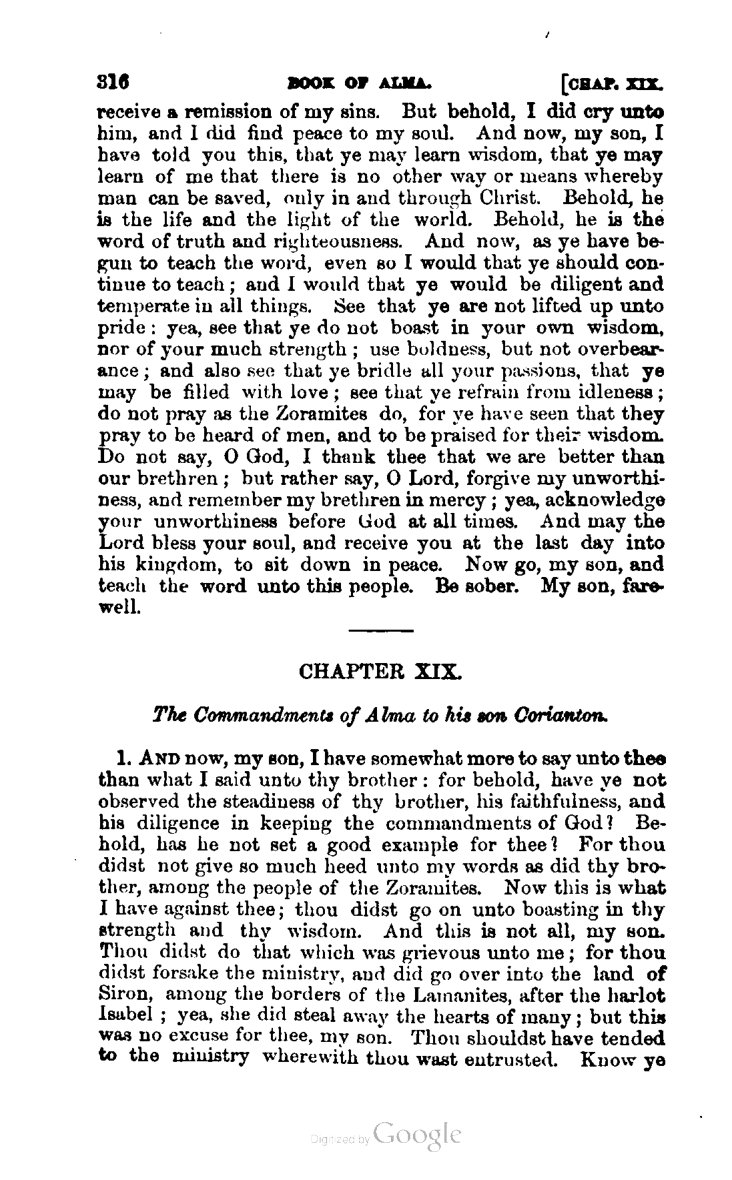 316 BOOK OF ALMA. [CHAP. XIX.
receive a remission of my sins. But behold, I did cry unto
him, and I did find peace to my soul. And now, my son, I
have told you this, that ye may learn wisdom, that ye may
learn of me that there is no other way or means whereby
man can be saved, only in and through Christ. Behold, he
is the life and the light of the world. Behold, he is the
word of truth and righteousness. And now, as ye have be-
gun to teach the word, even so I would that ye should con-
tinue to teach; and I would that ye would be diligent and
temperate in all things. See that ye are not lifted up unto
pride: yea, see that ye do not boast in your own wisdom,
nor of your much strength; use boldness, but not overbear-
ance; and also see that ye bridle all your passions, that ye
may be filled with love; see that ye refrain from idleness;
do not pray as the Zoramites do, for ye have seen that they
pray to be heard of men, and to be praised for their wisdom.
Do not say, O God, I thank thee that we are better than
our brethren; but rather say, O Lord, forgive my unworthi-
ness, and remember my brethren in mercy; yea, acknowledge
your unworthiness before God at all times. And may the
Lord bless your soul, and receive you at the last day into
his kingdom, to sit down in peace. Now go, my son, and
teach the word unto this people. Be sober. My son, fare-
well.
CHAPTER XIX.
The Commandments of Alma to his son Corianton.
1. AND now, my son, I have somewhat more to say unto thee
than what I said unto thy brother: for behold, have ye not
observed the steadiness of thy brother, his faithfulness, and
his diligence in keeping the commandments of God? Be-
hold, has he not set a good example for thee? For thou
didst not give so much heed unto my words as did thy bro-
ther, among the people of the Zoramites. Now this is what
I have against thee; thou didst go on unto boasting in thy
strength and thy wisdom. And this is not all, my son.
Thou didst do that which was grievous unto me; for thou
didst forsake the ministry, and did go over into the land of
Siron, among the borders of the Lamanites, after the harlot
Isabel; yea, she did steal away the hearts of many; but this
was no excuse for thee, my son. Thou shouldst have tended
to the ministry wherewith thou wast entrusted. Know ye
Digitized by Google